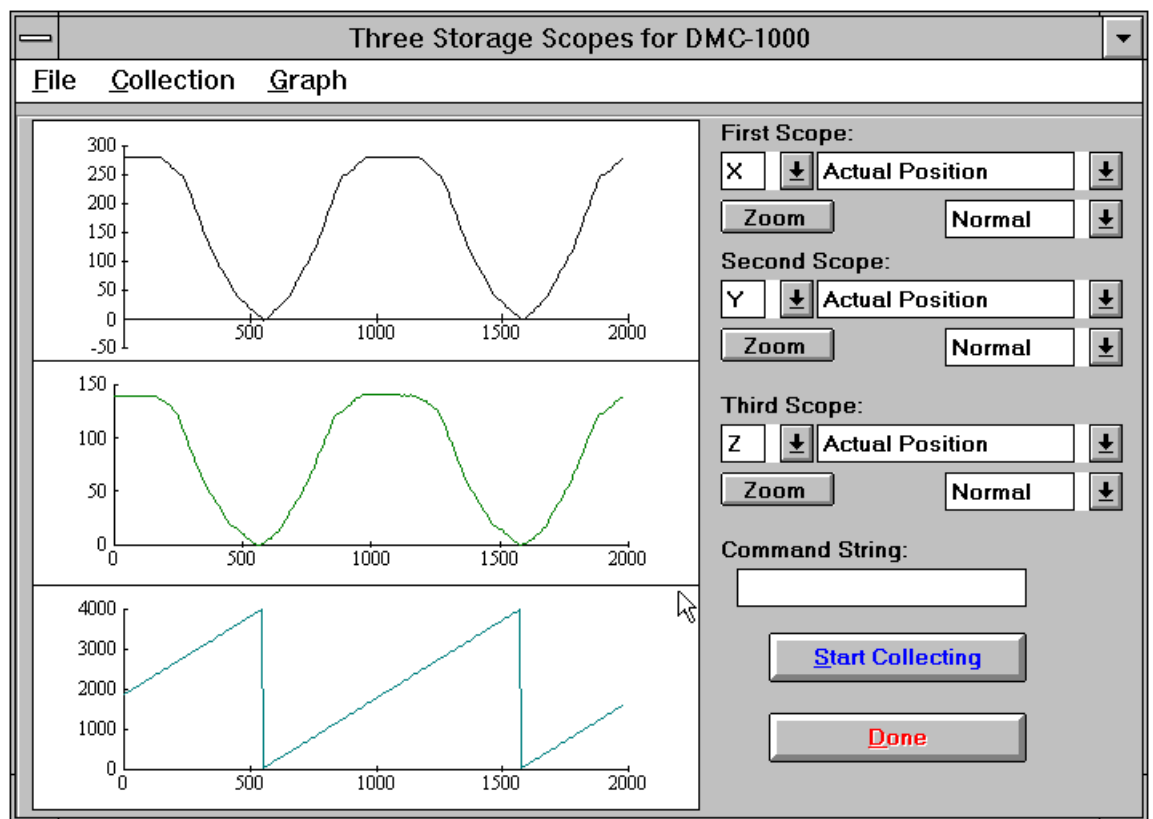 Three Storage Scopes for DMC-1000
File Collection Graph
300
250
200
150
100
50
0
-50
500 1000 1500 2000
150
100
50
0
0 500 1000 1500 2000
4000
3000
2000
1000
0
0 500 1000 1500 2000
First Scope:
X Actual Position
Zoom Normal
Second Scope:
Y Actual Position
Zoom Normal
Third Scope:
Z Actual Position
Zoom Normal
Command String:
Start Collecting
Done